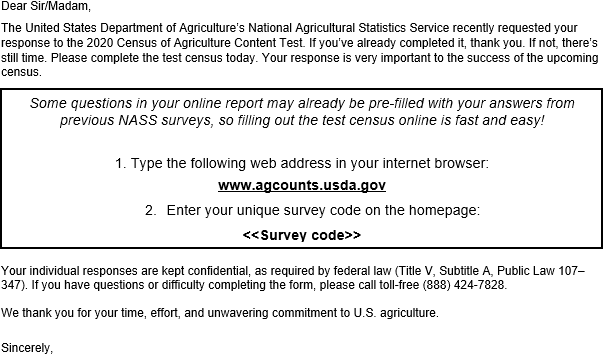 Dear Sir/Madam,
The United States Department of Agriculture's National Agricultural Statistics Service recently requested your
response to the 2020 Census of Agriculture Content Test. If you've already completed it, thank you. If not, there's
still time. Please complete the test census today. Your response is very important to the success of the upcoming
census.
Some questions in your online report may already be pre-filled with your answers from
previous NASS surveys, so filling out the test census online is fast and easy!
1. Type the following web address in your internet browser:
www.agcounts.usda.gov
2. Enter your unique survey code on the homepage:
<<Survey code>>
Your individual responses are kept confidential, as required by federal law (Title V, Subtitle A, Public Law 107–
347). If you have questions or difficulty completing the form, please call toll-free (888) 424-7828.
We thank you for your time, effort, and unwavering commitment to U.S. agriculture.
Sincerely,